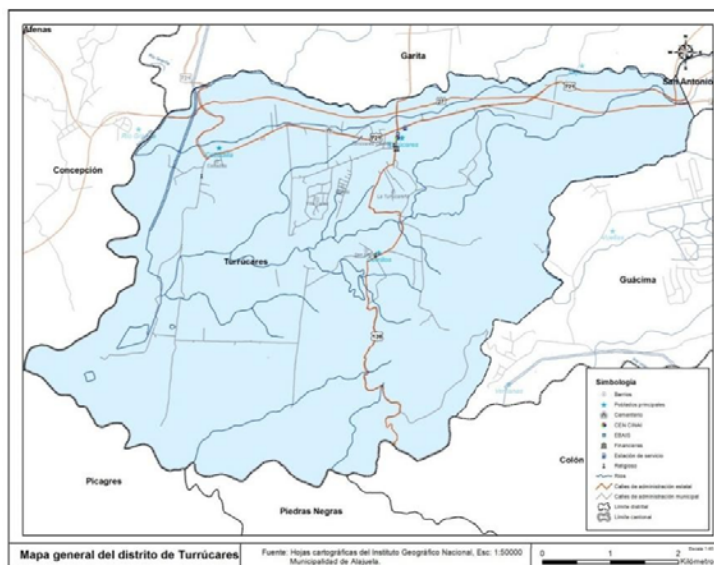 Atenas
Garita
San Antonio
Concepción
Turrúcares
La Turrúcares
Guácima
Colón
Picagres
Piedras Negras
Simbología
Barrios
Poblados principales
Cementerio
CEN CINAI
EBAIS
Financieras
Estación de servicio
Religioso
Ríos
Calles de administración estatal
Calles de administración municipal
Límite distrital
Límite cantonal
Mapa general del distrito de Turrúcares
Fuente: Hojas cartográficas del Instituto Geográfico Nacional, Esc: 1:50000
Municipalidad de Alajuela.
0 1 2